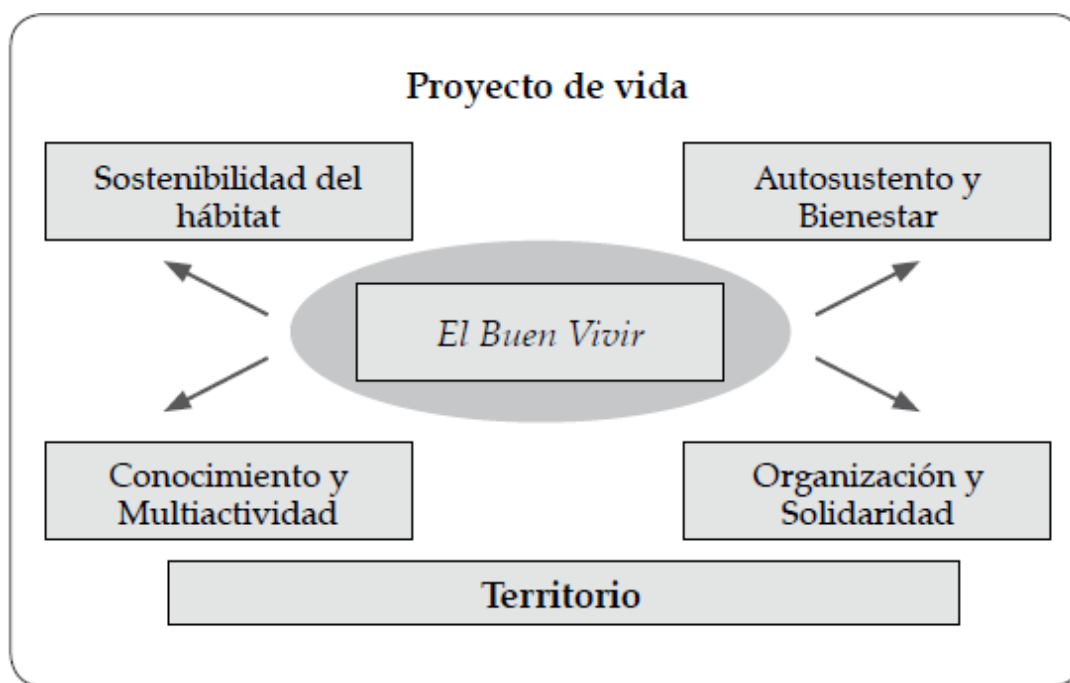 Proyecto de vida
Sostenibilidad del
hábitat
Autosustento y
Bienestar
El Buen Vivir
Conocimiento y
Multiactividad
Organización y
Solidaridad
Territorio